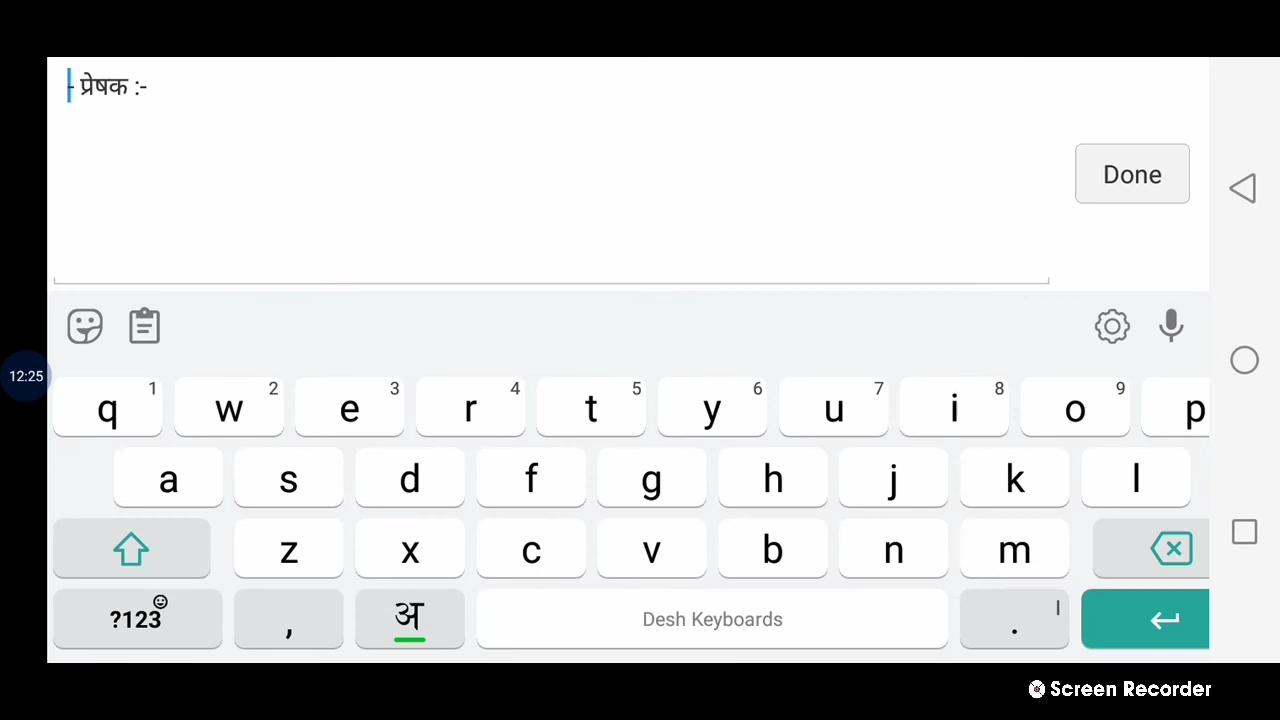 - प्रेषक :-
Done
12:25
q 1 w 2 e 3 r 4 t 5 y 6 u 7 i 8 o 9 p
a s d f g h j k l
z x c v b n m
?123 , अ Desh Keyboards . |
Screen Recorder